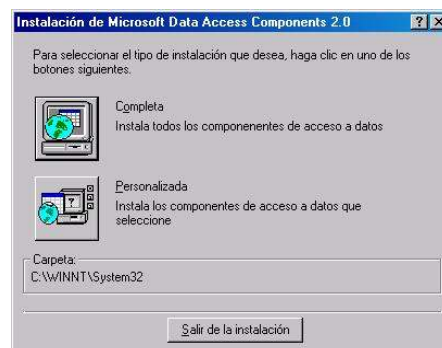 Instalación de Microsoft Data Access Components 2.0
Para seleccionar el tipo de instalación que desea, haga clic en uno de los
botones siguientes.
Completa
Instala todos los componenentes de acceso a datos
Personalizada
Instala los componentes de acceso a datos que
seleccione
Carpeta:
C:\WINNT\System32
Salir de la instalación